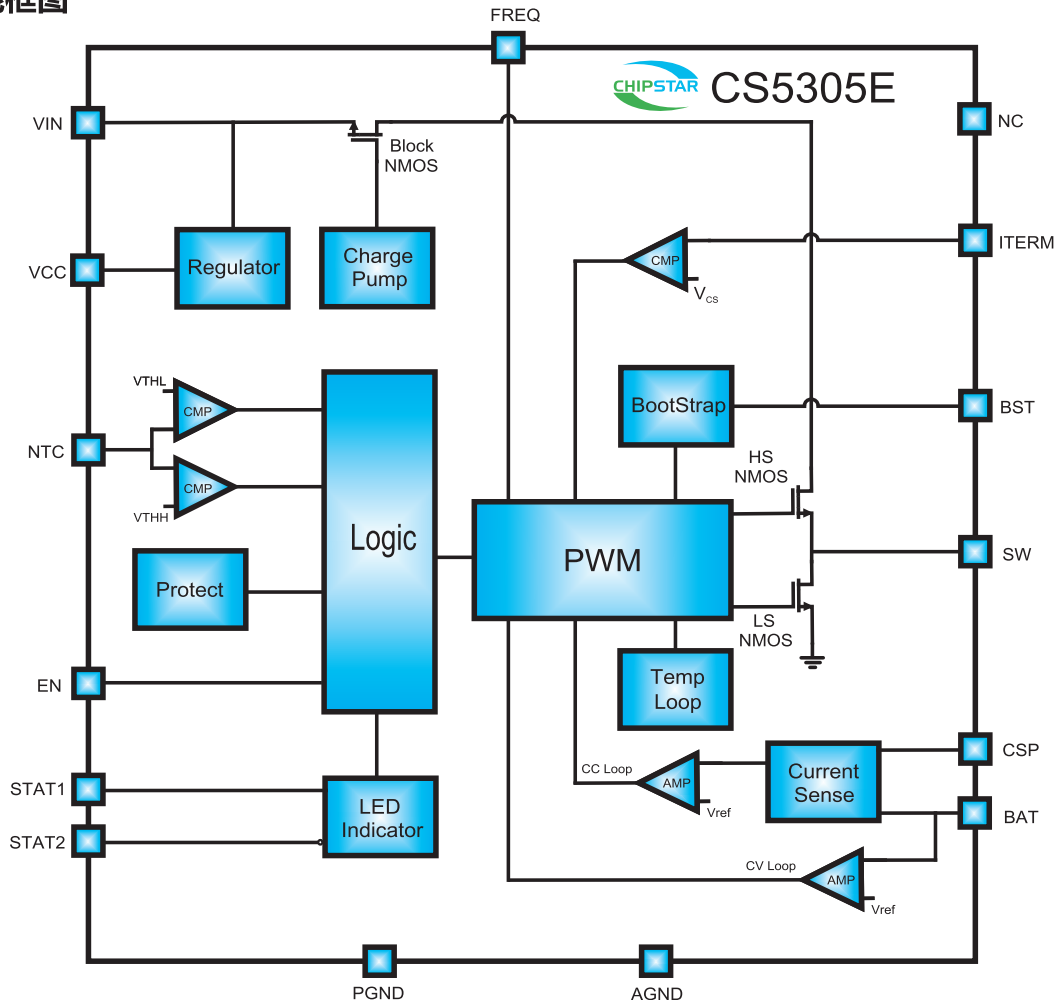 框图
FREQ
CHIPSTAR
CS5305E
VIN
NC
Block
NMOS
ITERM
Regulator
Charge
Pump
CMP
VCC
VCS
VTHL
CMP
BootStrap
BST
NTC
HS
NMOS
CMP
VTHH
Logic
PWM
SW
Protect
LS
NMOS
EN
Temp
Loop
CSP
CC Loop
AMP
Current
Sense
STAT1
LED
Indicator
Vref
BAT
STAT2
CV Loop
AMP
Vref
PGND
AGND